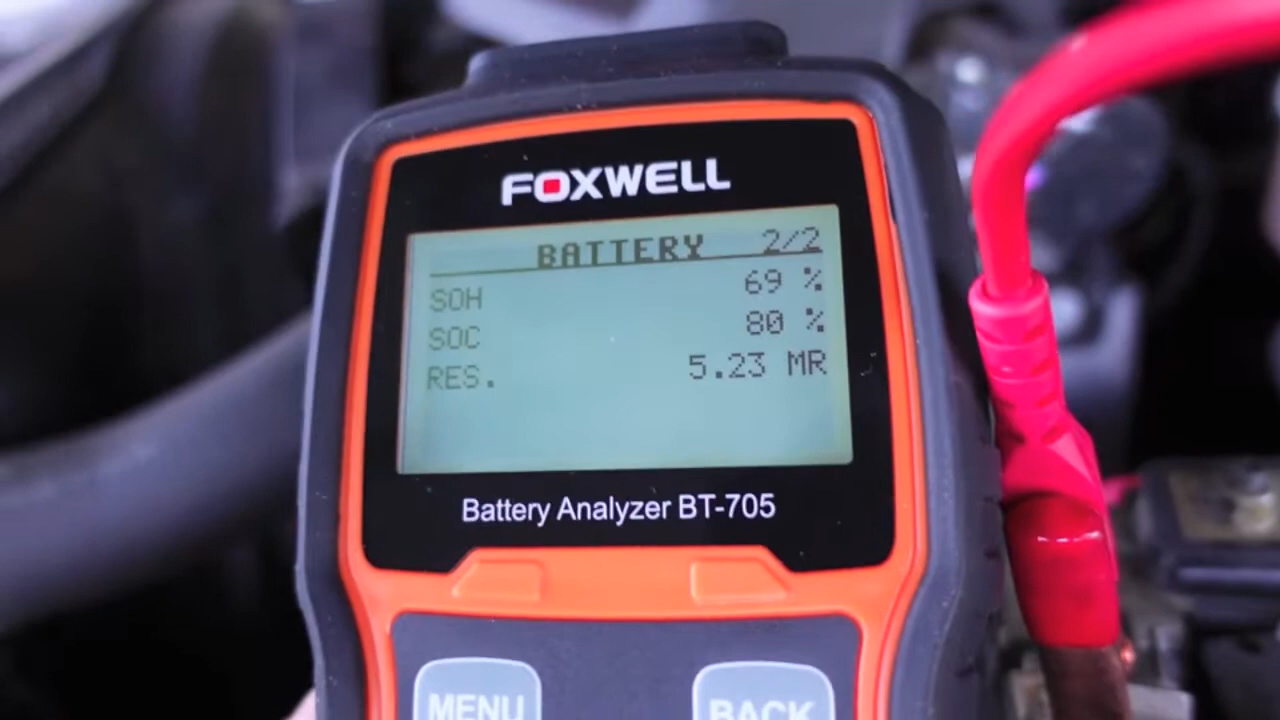 FOXWELL
BATTERY 2/2
SOH 69 %
SOC 80 %
RES. 5.23 MR
Battery Analyzer BT-705
MENU BACK